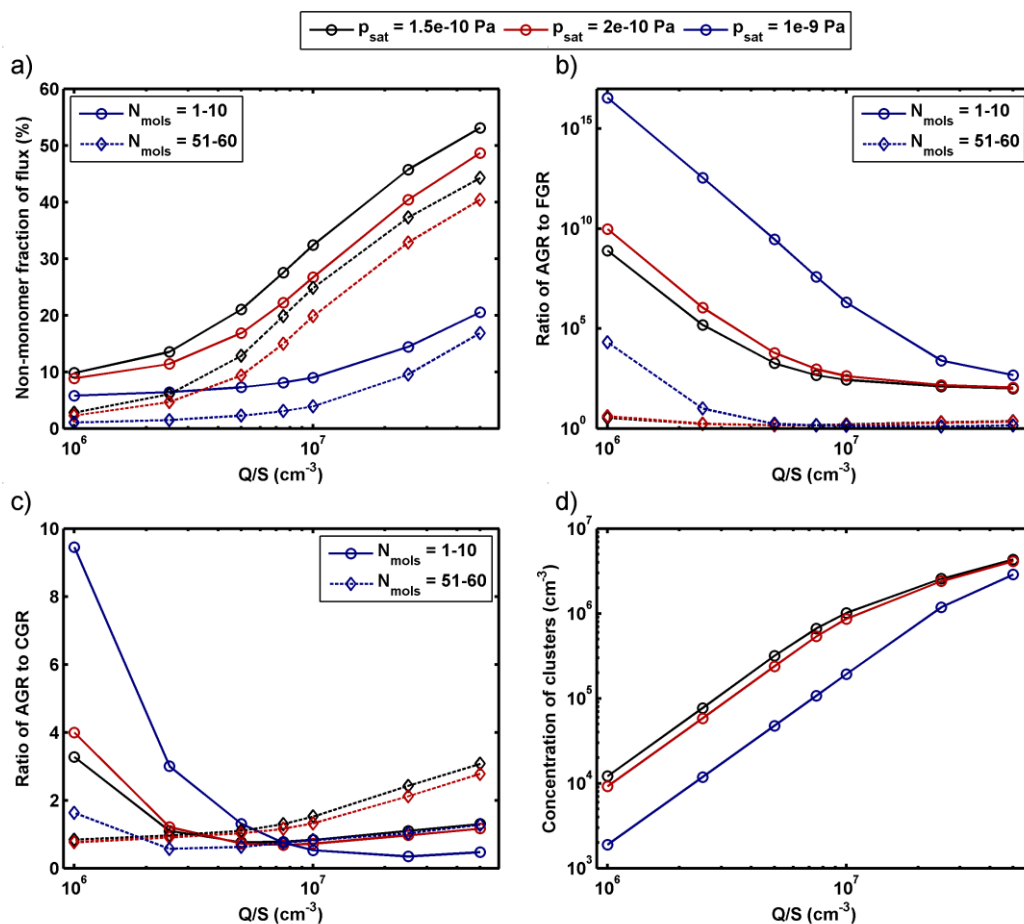 p_sat = 1.5e-10 Pa p_sat = 2e-10 Pa p_sat = 1e-9 Pa
a)
Non-monomer fraction of flux (%)
60
50
40
30
20
10
0
N_mols = 1-10
N_mols = 51-60
10^6 10^7
Q/S (cm^-3)
b)
Ratio of AGR to FGR
10^15
10^10
10^5
10^0
N_mols = 1-10
N_mols = 51-60
10^6 10^7
Q/S (cm^-3)
c)
Ratio of AGR to CGR
10
8
6
4
2
0
N_mols = 1-10
N_mols = 51-60
10^6 10^7
Q/S (cm^-3)
d)
Concentration of clusters (cm^-3)
10^7
10^6
10^5
10^4
10^3
10^6 10^7
Q/S (cm^-3)